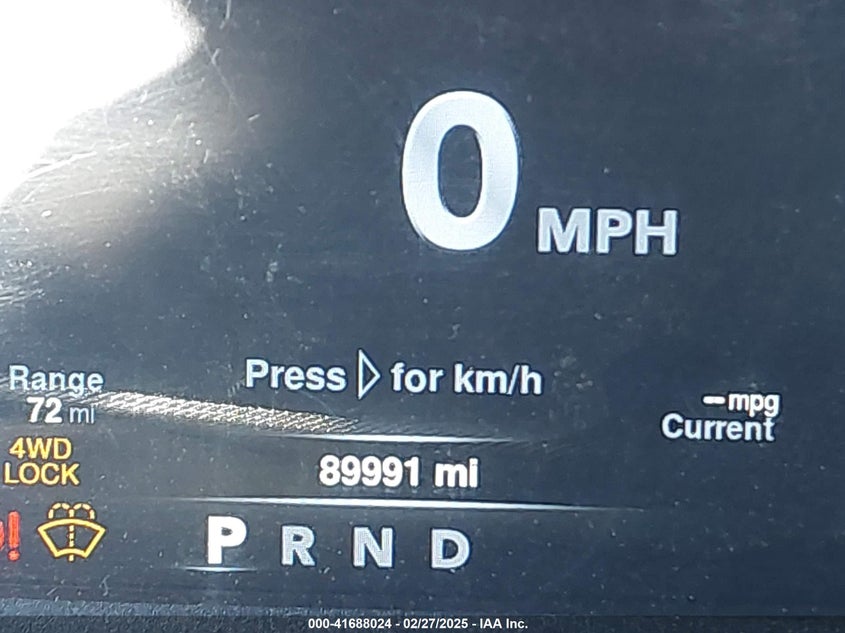 0 MPH
Press ▷ for km/h
Range
72 mi
--mpg
Current
4WD
LOCK
89991 mi
!
P R N D
000-41688024 - 02/27/2025 - IAA Inc.